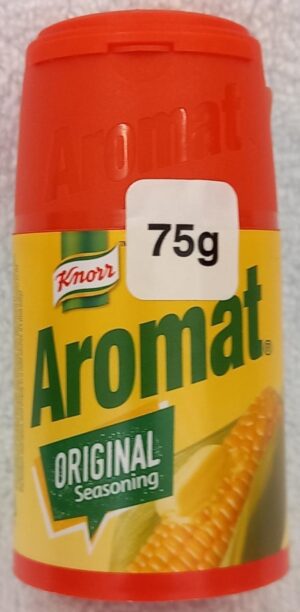 Aromat
75g
Knorr
Aromat®
ORIGINAL
Seasoning